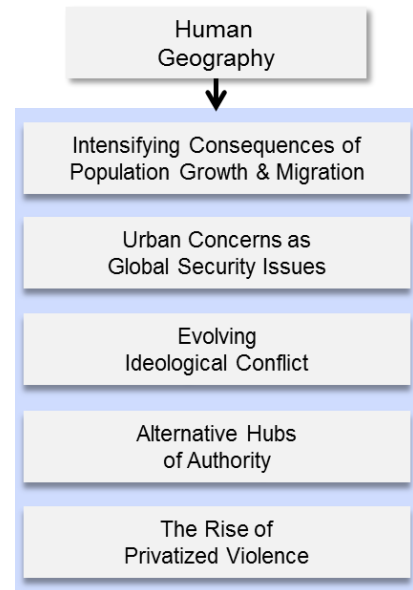 Human
Geography
Intensifying Consequences of
Population Growth & Migration
Urban Concerns as
Global Security Issues
Evolving
Ideological Conflict
Alternative Hubs
of Authority
The Rise of
Privatized Violence